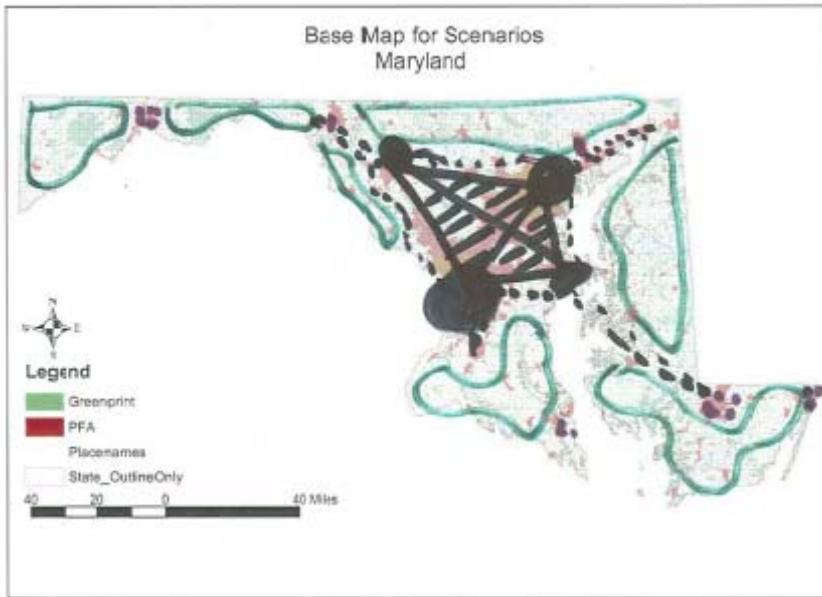 Base Map for Scenarios
Maryland
N
W
E
S
Legend
Greenprint
PFA
Placenames
State_OutlineOnly
40
20
0
40 Miles